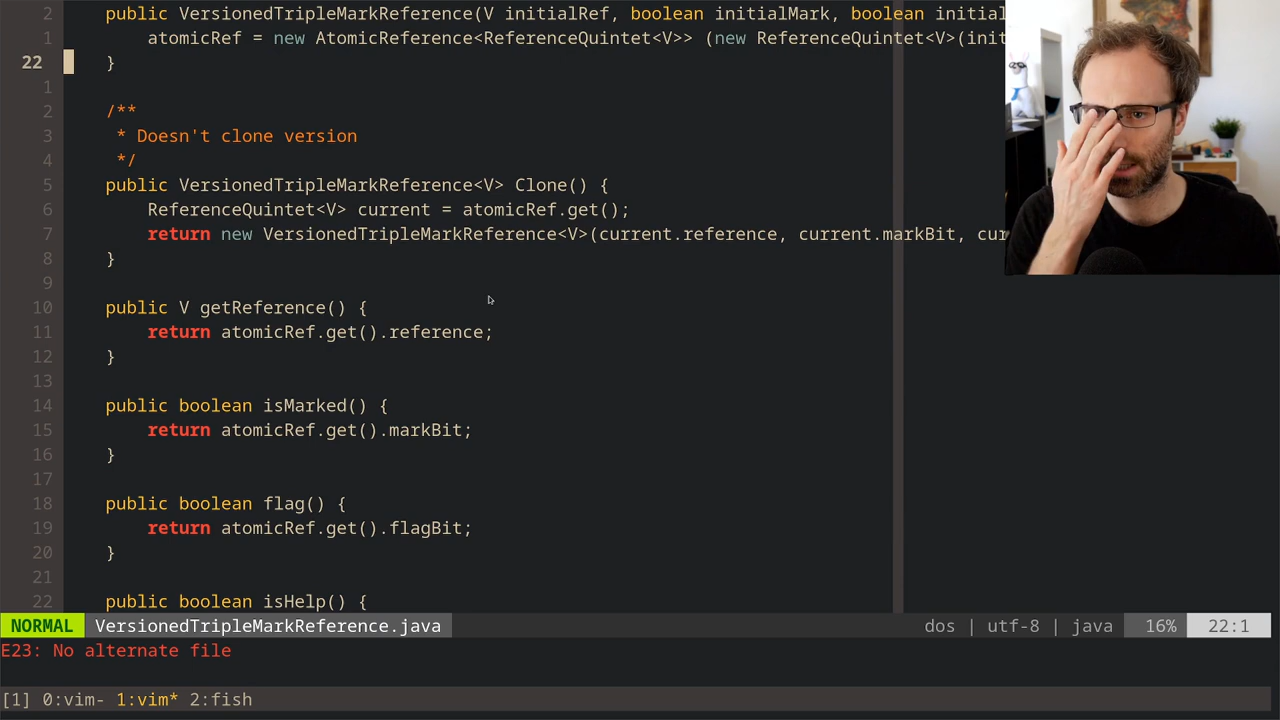 2 public VersionedTripleMarkReference(V initialRef, boolean initialMark, boolean initial
1 atomicRef = new AtomicReference<ReferenceQuintet<V>> (new ReferenceQuintet<V>(init
22 }
1
2 /**
3 * Doesn't clone version
4 */
5 public VersionedTripleMarkReference<V> Clone() {
6 ReferenceQuintet<V> current = atomicRef.get();
7 return new VersionedTripleMarkReference<V>(current.reference, current.markBit, cur
8 }
9
10 public V getReference() {
11 return atomicRef.get().reference;
12 }
13
14 public boolean isMarked() {
15 return atomicRef.get().markBit;
16 }
17
18 public boolean flag() {
19 return atomicRef.get().flagBit;
20 }
21
22 public boolean isHelp() {
NORMAL VersionedTripleMarkReference.java dos | utf-8 | java 16% 22:1
E23: No alternate file
[1] 0:vim- 1:vim* 2:fish